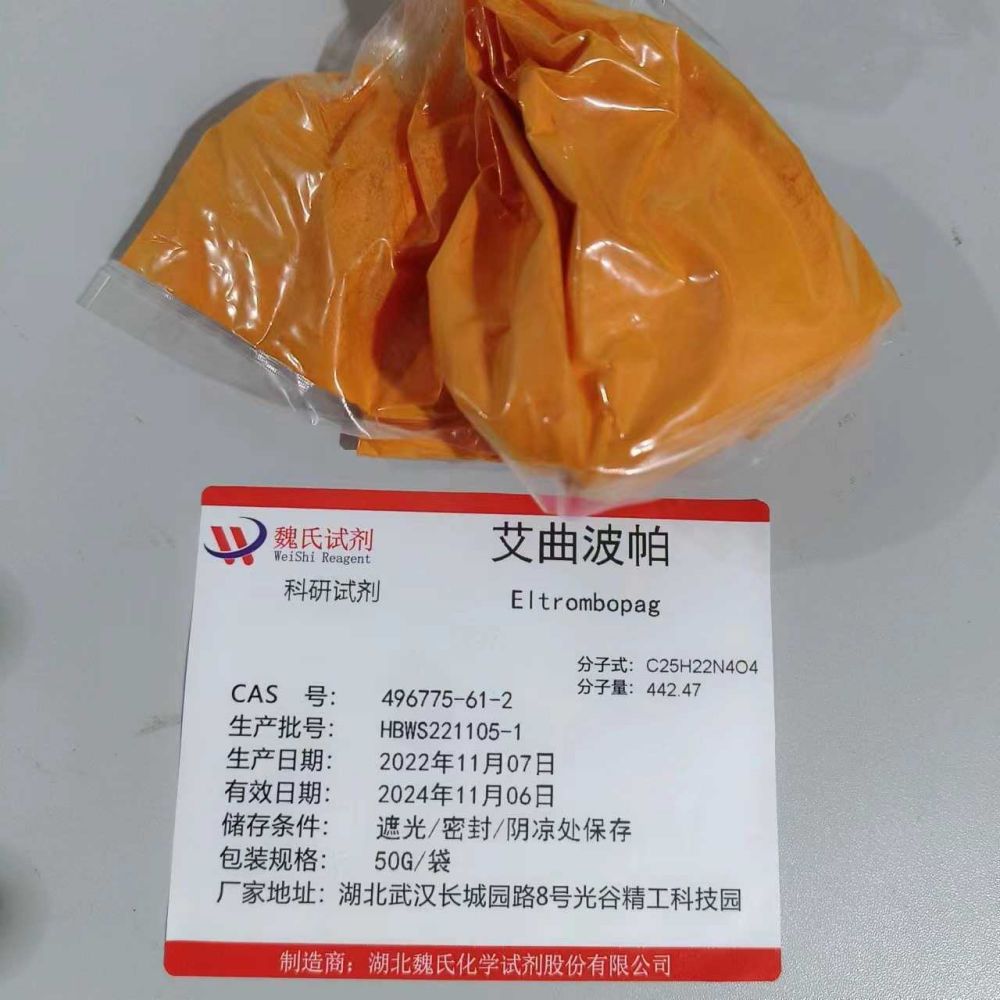 魏氏试剂
WeiShi Reagent
科研试剂
艾曲波帕
Eltrombopag
分子式: C25H22N4O4
分子量: 442.47
CAS 号: 496775-61-2
生产批号: HBWS221105-1
生产日期: 2022年11月07日
有效日期: 2024年11月06日
储存条件: 遮光/密封/阴凉处保存
包装规格: 50G/袋
厂家地址: 湖北武汉长城园路8号光谷精工科技园
制造商: 湖北魏氏化学试剂股份有限公司